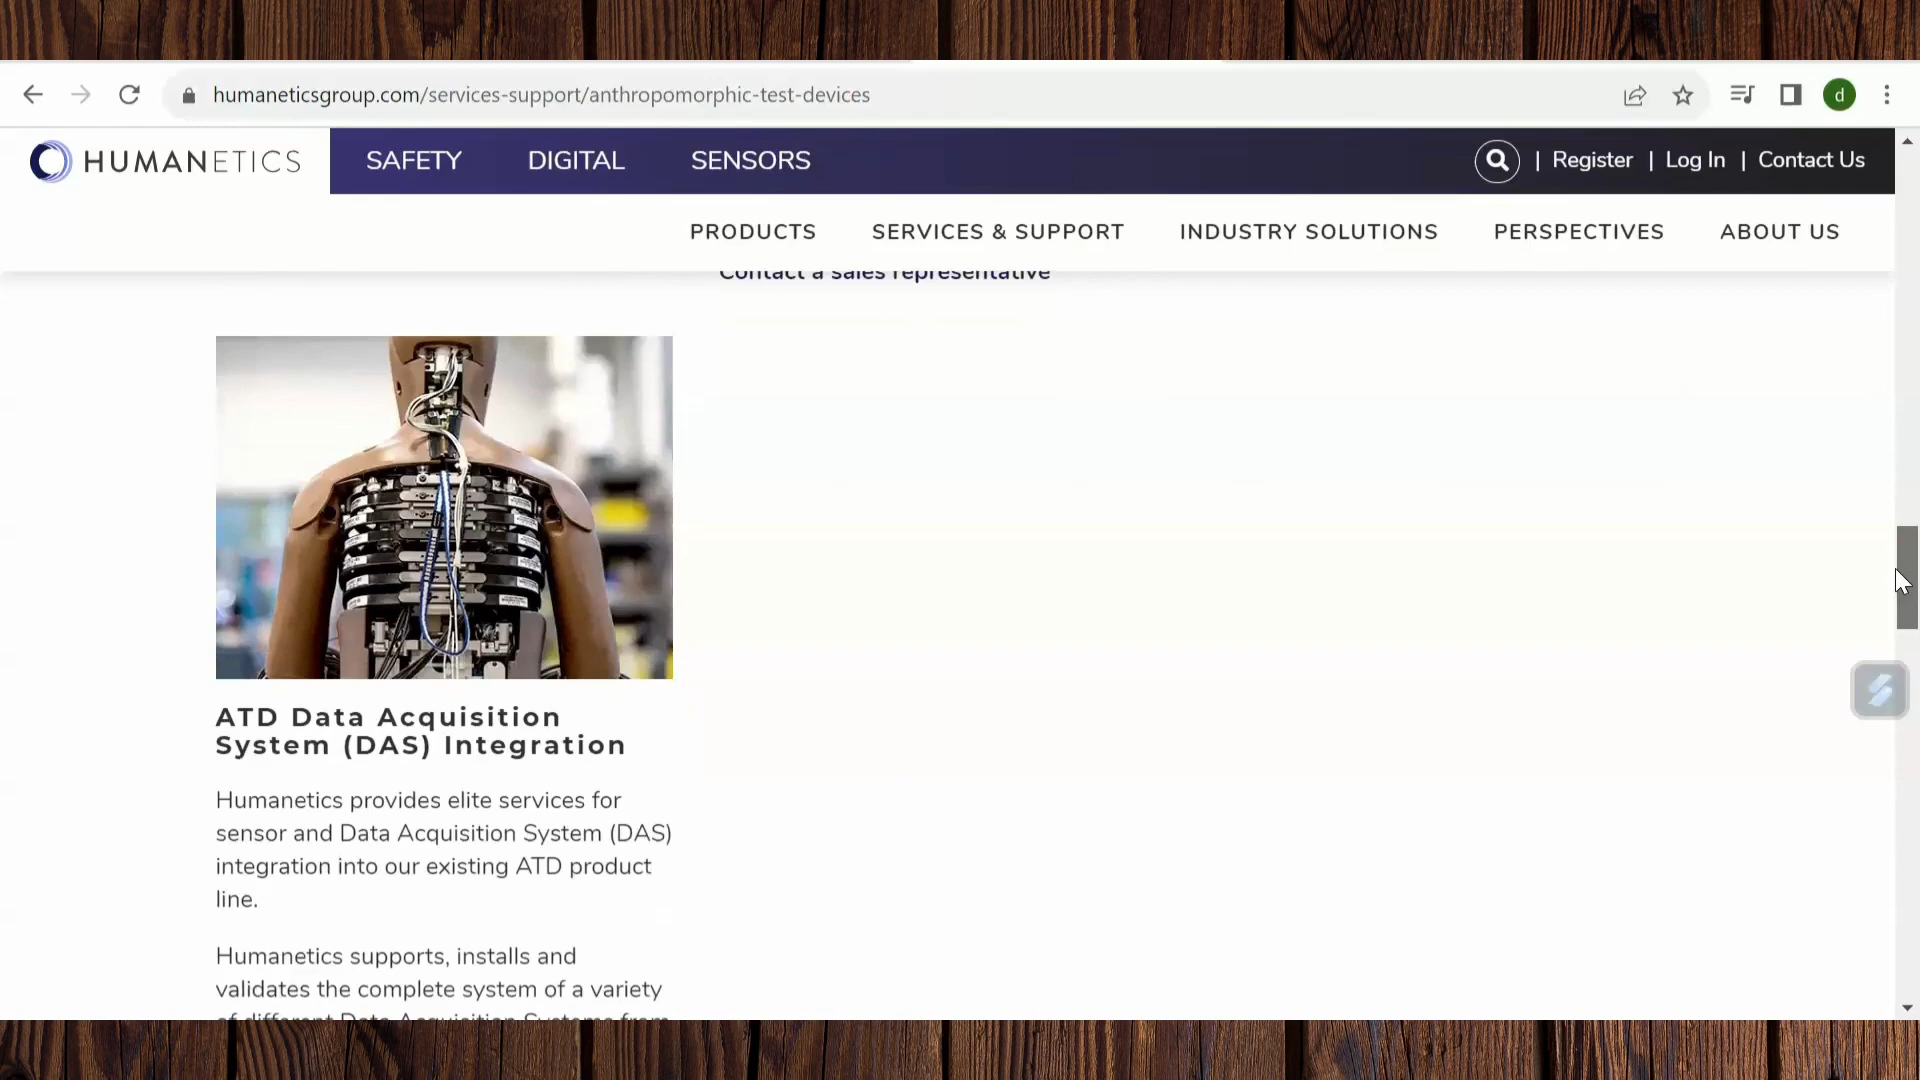 humaneticsgroup.com/services-support/anthropomorphic-test-devices
d
HUMANETICS
SAFETY DIGITAL SENSORS
| Register | Log In | Contact Us
PRODUCTS SERVICES & SUPPORT INDUSTRY SOLUTIONS PERSPECTIVES ABOUT US
Contact a sales representative
ATD Data Acquisition
System (DAS) Integration
Humanetics provides elite services for
sensor and Data Acquisition System (DAS)
integration into our existing ATD product
line.
Humanetics supports, installs and
validates the complete system of a variety
of different Data Acquisition Systems from